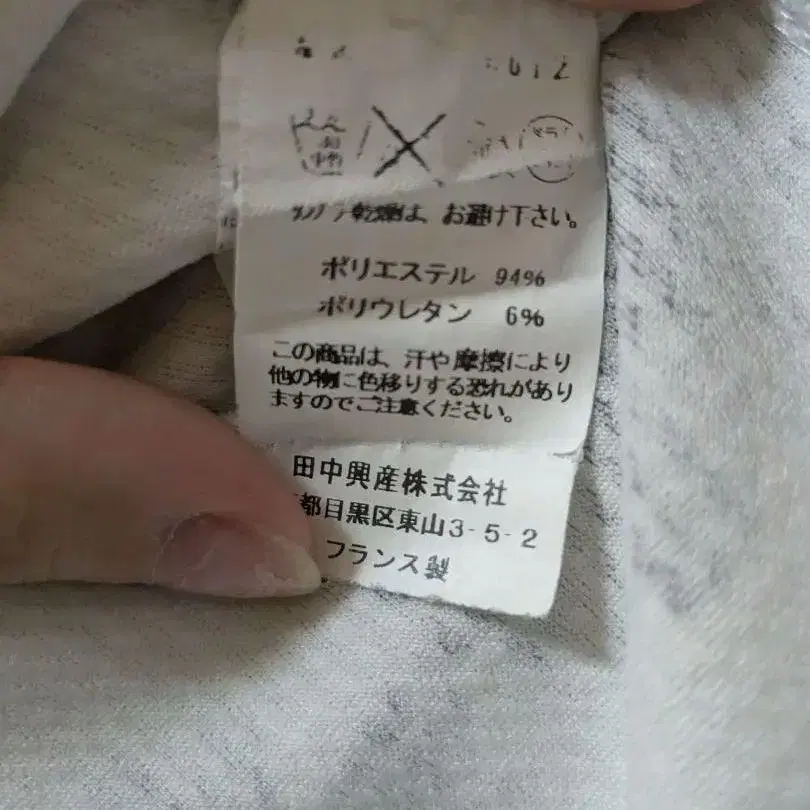 タンブラ乾燥は、お避け下さい。
ポリエステル 94%
ポリウレタン 6%
この商品は、汗や摩擦により
他の物に色移りする恐れがあり
ますのでご注意ください。
田中興産株式会社
都目黒区東山3-5-2
フランス製